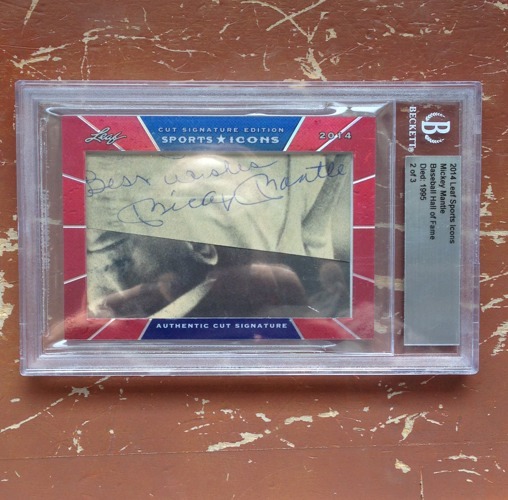 Leaf
CUT SIGNATURE EDITION
SPORTS ★ ICONS
2014
Best wishes
Mickey Mantle
AUTHENTIC CUT SIGNATURE
B
BECKETT®
2014 Leaf Sports Icons
Mickey Mantle
Baseball Hall of Fame
Died: 1995
2 of 3